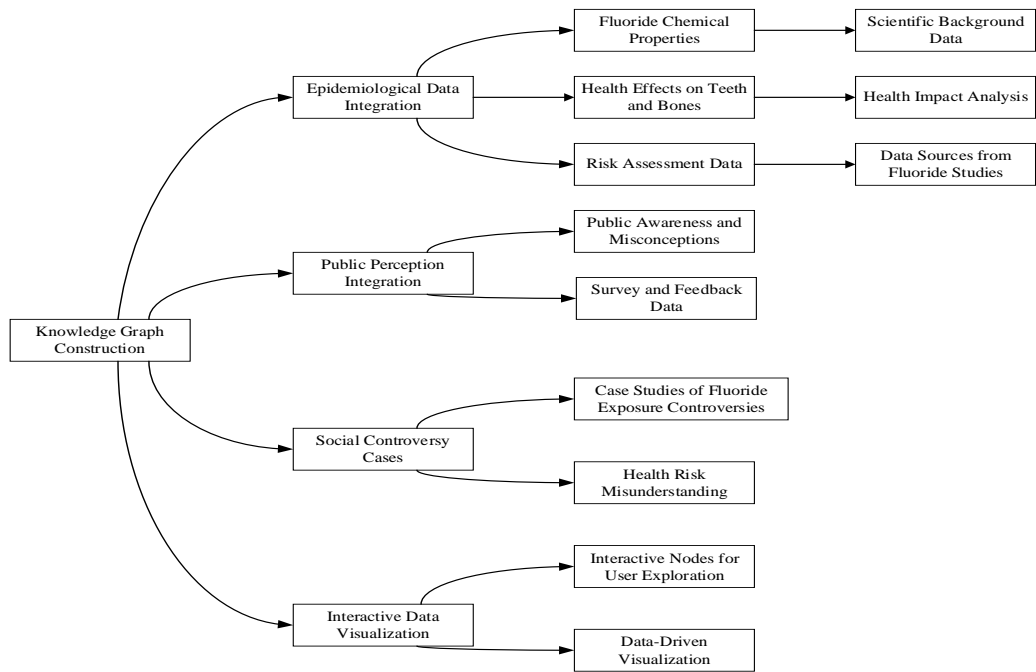 Fluoride Chemical
Properties
Scientific Background
Data
Epidemiological Data
Integration
Health Effects on Teeth
and Bones
Health Impact Analysis
Risk Assessment Data
Data Sources from
Fluoride Studies
Public Awareness and
Misconceptions
Public Perception
Integration
Survey and Feedback
Data
Knowledge Graph
Construction
Case Studies of Fluoride
Exposure Controversies
Social Controversy
Cases
Health Risk
Misunderstanding
Interactive Nodes for
User Exploration
Interactive Data
Visualization
Data-Driven
Visualization